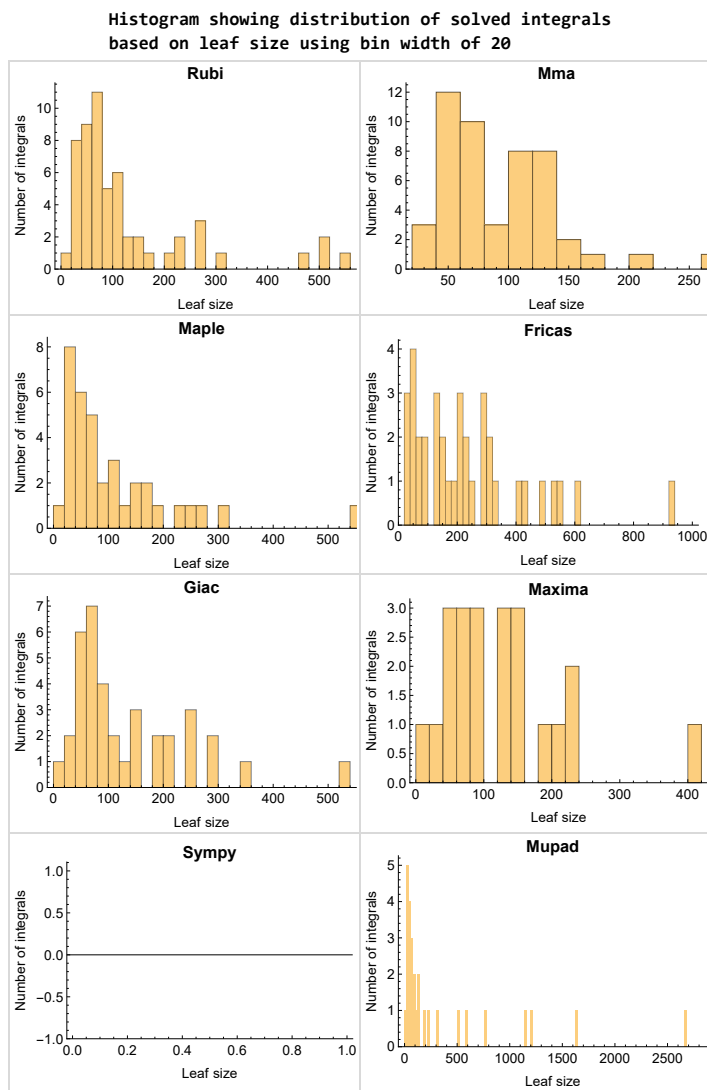 Histogram showing distribution of solved integrals
based on leaf size using bin width of 20
Rubi
Number of integrals
0 2 4 6 8 10
0 100 200 300 400 500
Leaf size
Mma
Number of integrals
0 2 4 6 8 10 12
50 100 150 200 250
Leaf size
Maple
Number of integrals
0 2 4 6 8
0 100 200 300 400 500
Leaf size
Fricas
Number of integrals
0 1 2 3 4
0 200 400 600 800 1000
Leaf size
Giac
Number of integrals
0 1 2 3 4 5 6 7
0 100 200 300 400 500
Leaf size
Maxima
Number of integrals
0.0 0.5 1.0 1.5 2.0 2.5 3.0
0 100 200 300 400
Leaf size
Sympy
Number of integrals
-1.0 -0.5 0.0 0.5 1.0
0.0 0.2 0.4 0.6 0.8 1.0
Leaf size
Mupad
Number of integrals
0 1 2 3 4 5
0 500 1000 1500 2000 2500
Leaf size